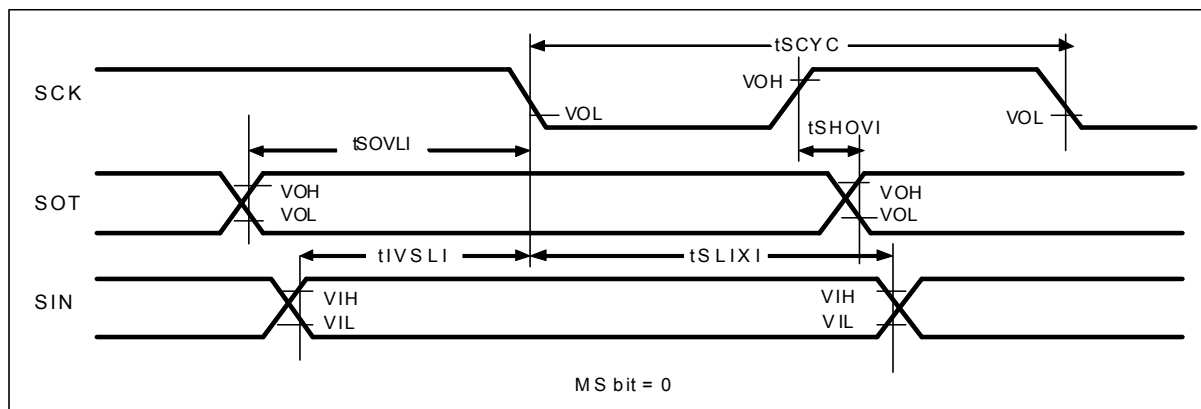 tSCYC
SCK
VOH
VOL
tSHOVI
VOL
tSOVLI
SOT
VOH
VOL
VOH
VOL
tIVSLI
tSLIXI
SIN
VIH
VIL
VIH
VIL
MS bit = 0